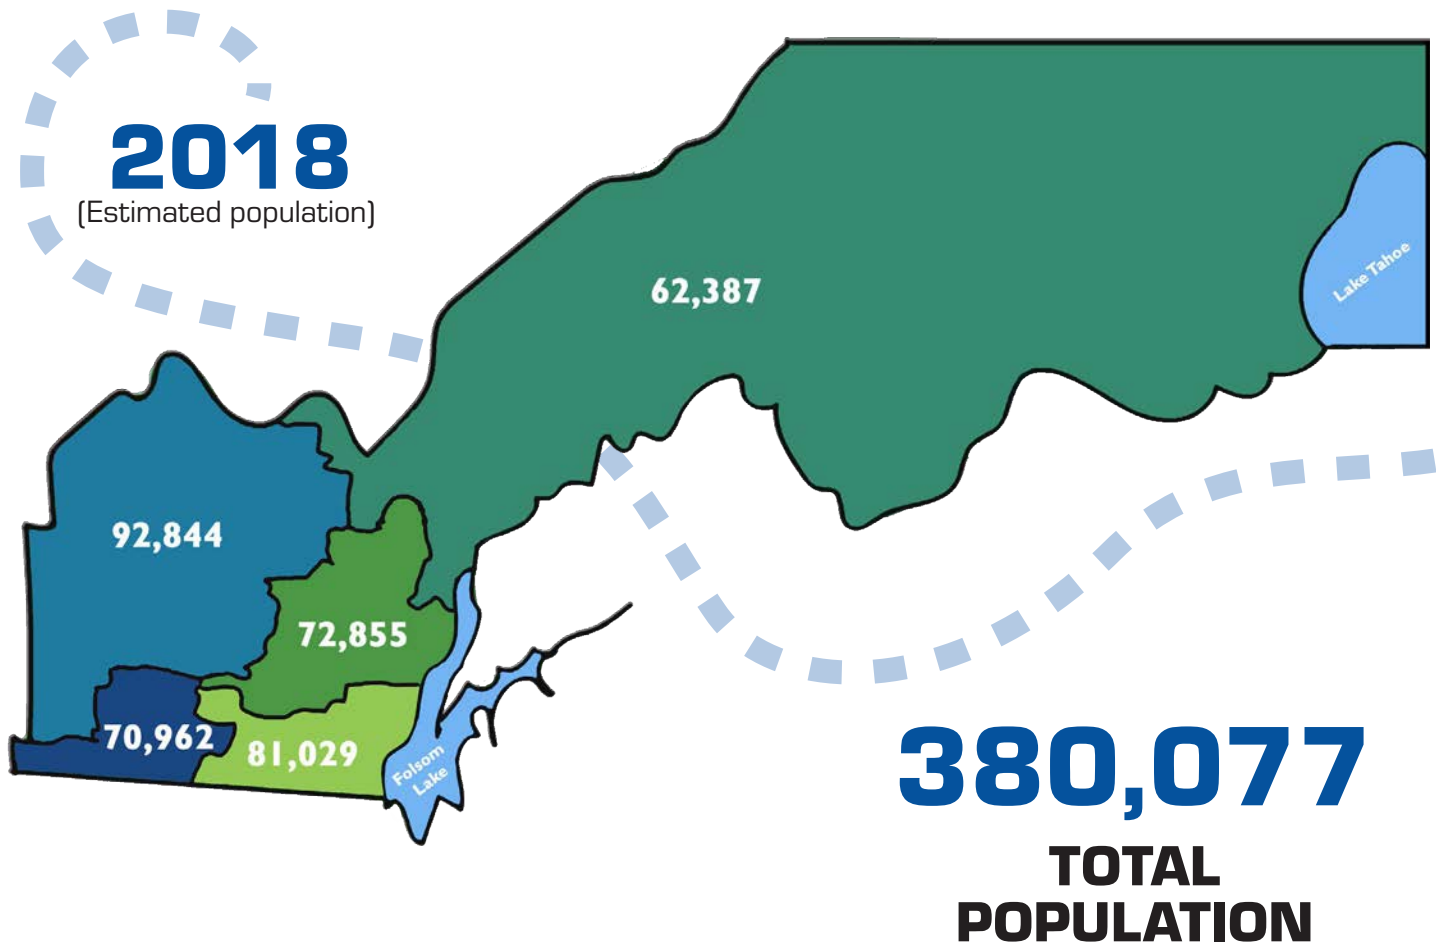 2018
(Estimated population)
62,387
Lake Tahoe
92,844
72,855
70,962
81,029
Folsom
Lake
380,077
TOTAL
POPULATION